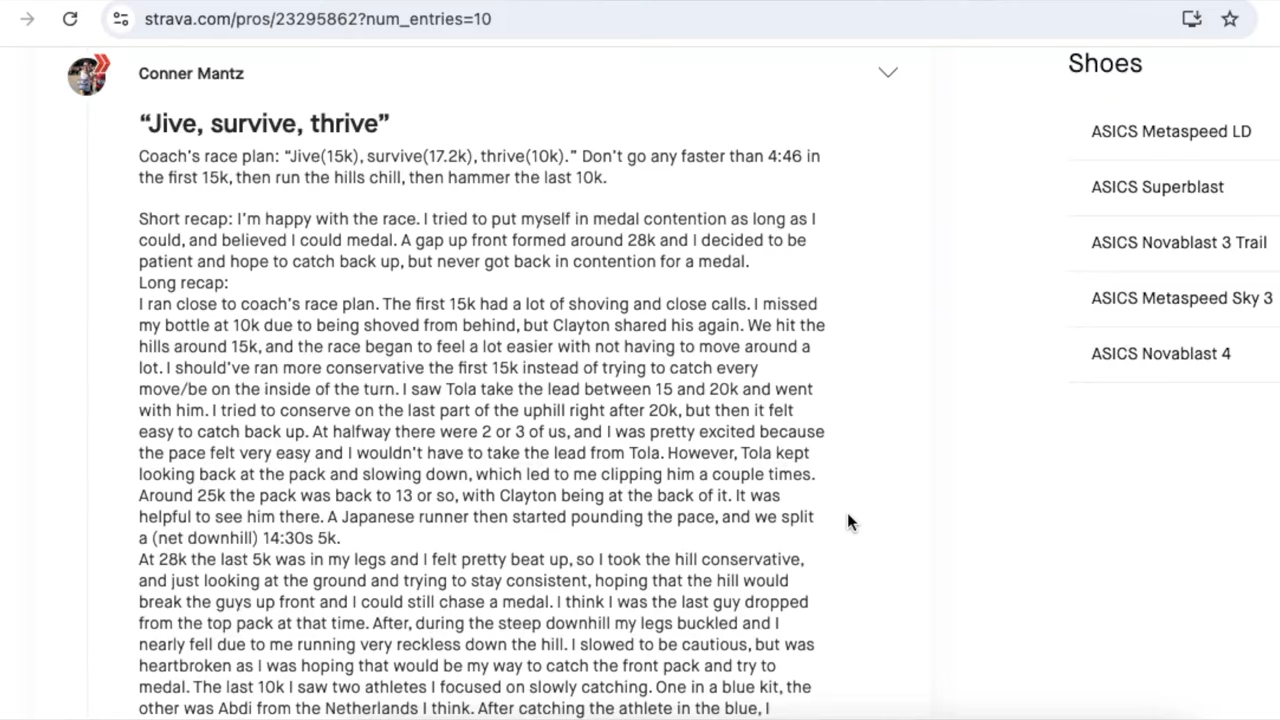 strava.com/pros/23295862?num_entries=10
Conner Mantz
“Jive, survive, thrive”
Coach’s race plan: “Jive(15k), survive(17.2k), thrive(10k).” Don’t go any faster than 4:46 in
the first 15k, then run the hills chill, then hammer the last 10k.
Short recap: I’m happy with the race. I tried to put myself in medal contention as long as I
could, and believed I could medal. A gap up front formed around 28k and I decided to be
patient and hope to catch back up, but never got back in contention for a medal.
Long recap:
I ran close to coach’s race plan. The first 15k had a lot of shoving and close calls. I missed
my bottle at 10k due to being shoved from behind, but Clayton shared his again. We hit the
hills around 15k, and the race began to feel a lot easier with not having to move around a
lot. I should’ve ran more conservative the first 15k instead of trying to catch every
move/be on the inside of the turn. I saw Tola take the lead between 15 and 20k and went
with him. I tried to conserve on the last part of the uphill right after 20k, but then it felt
easy to catch back up. At halfway there were 2 or 3 of us, and I was pretty excited because
the pace felt very easy and I wouldn’t have to take the lead from Tola. However, Tola kept
looking back at the pack and slowing down, which led to me clipping him a couple times.
Around 25k the pack was back to 13 or so, with Clayton being at the back of it. It was
helpful to see him there. A Japanese runner then started pounding the pace, and we split
a (net downhill) 14:30s 5k.
At 28k the last 5k was in my legs and I felt pretty beat up, so I took the hill conservative,
and just looking at the ground and trying to stay consistent, hoping that the hill would
break the guys up front and I could still chase a medal. I think I was the last guy dropped
from the top pack at that time. After, during the steep downhill my legs buckled and I
nearly fell due to me running very reckless down the hill. I slowed to be cautious, but was
heartbroken as I was hoping that would be my way to catch the front pack and try to
medal. The last 10k I saw two athletes I focused on slowly catching. One in a blue kit, the
other was Abdi from the Netherlands I think. After catching the athlete in the blue, I
Shoes
ASICS Metaspeed LD
ASICS Superblast
ASICS Novablast 3 Trail
ASICS Metaspeed Sky 3
ASICS Novablast 4